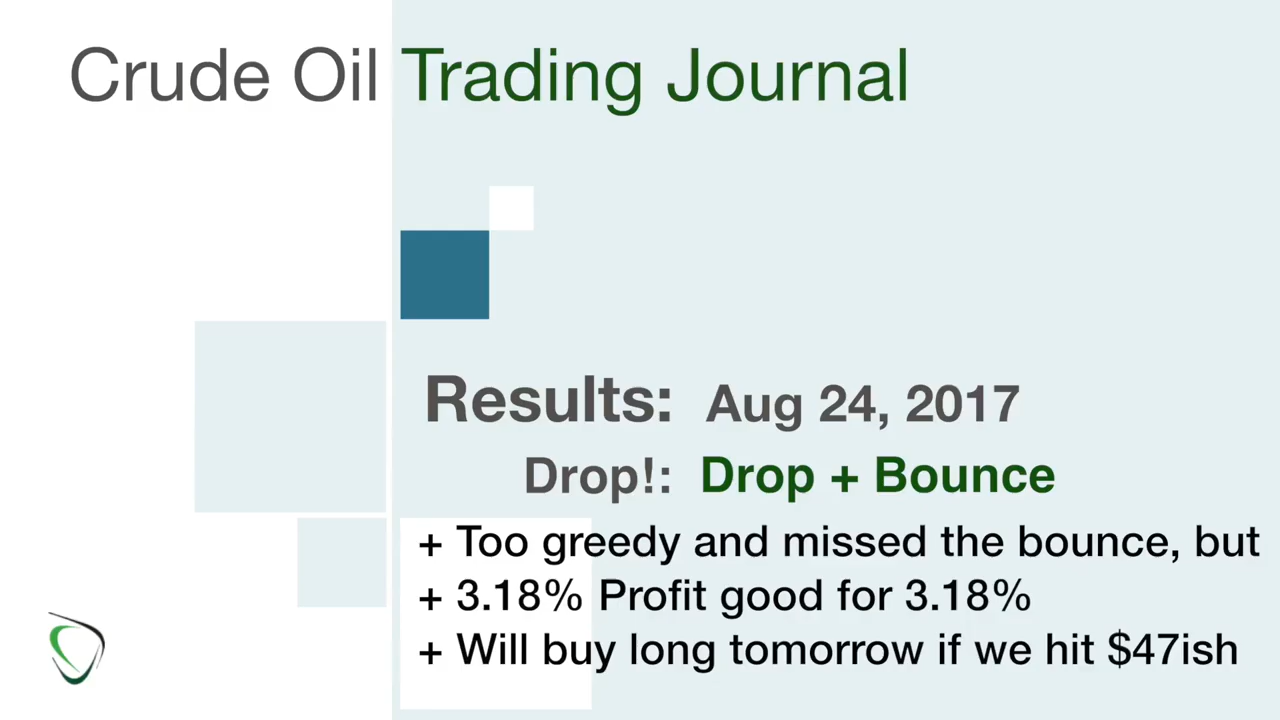 Crude Oil Trading Journal
Results: Aug 24, 2017
Drop!: Drop + Bounce
+ Too greedy and missed the bounce, but
+ 3.18% Profit good for 3.18%
+ Will buy long tomorrow if we hit $47ish